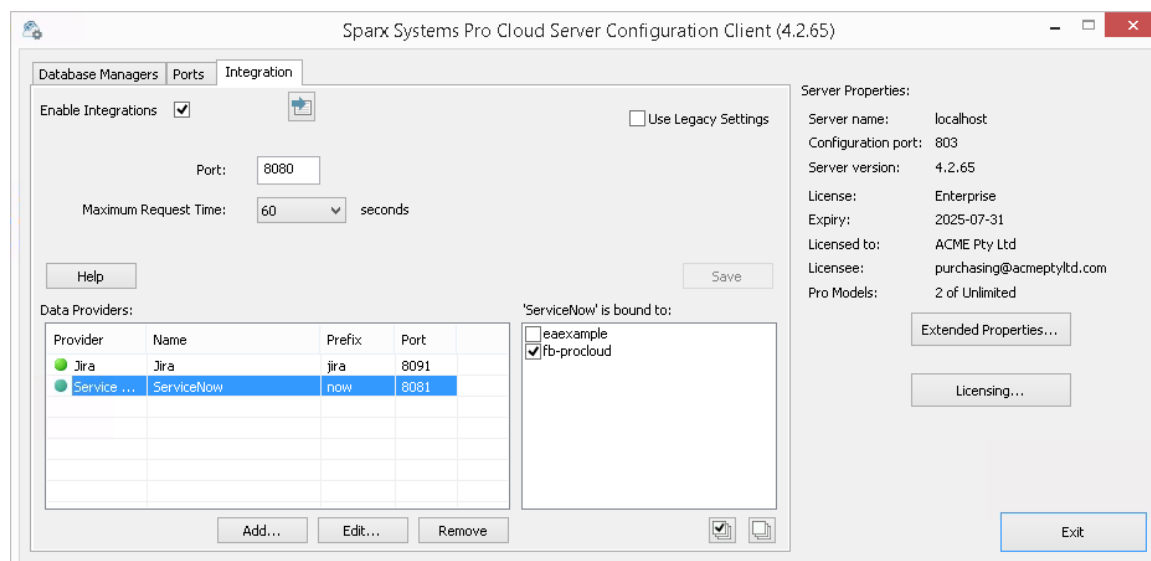 Sparx Systems Pro Cloud Server Configuration Client (4.2.65)
Database Managers Ports Integration
Enable Integrations
Use Legacy Settings
Port: 8080
Maximum Request Time: 60 seconds
Help
Save
Data Providers:
Provider Name Prefix Port
Jira Jira jira 8091
Service ... ServiceNow now 8081
Add... Edit... Remove
'ServiceNow' is bound to:
eaexample
fb-procloud
Server Properties:
Server name: localhost
Configuration port: 803
Server version: 4.2.65
License: Enterprise
Expiry: 2025-07-31
Licensed to: ACME Pty Ltd
Licensee: purchasing@acmeptyltd.com
Pro Models: 2 of Unlimited
Extended Properties...
Licensing...
Exit